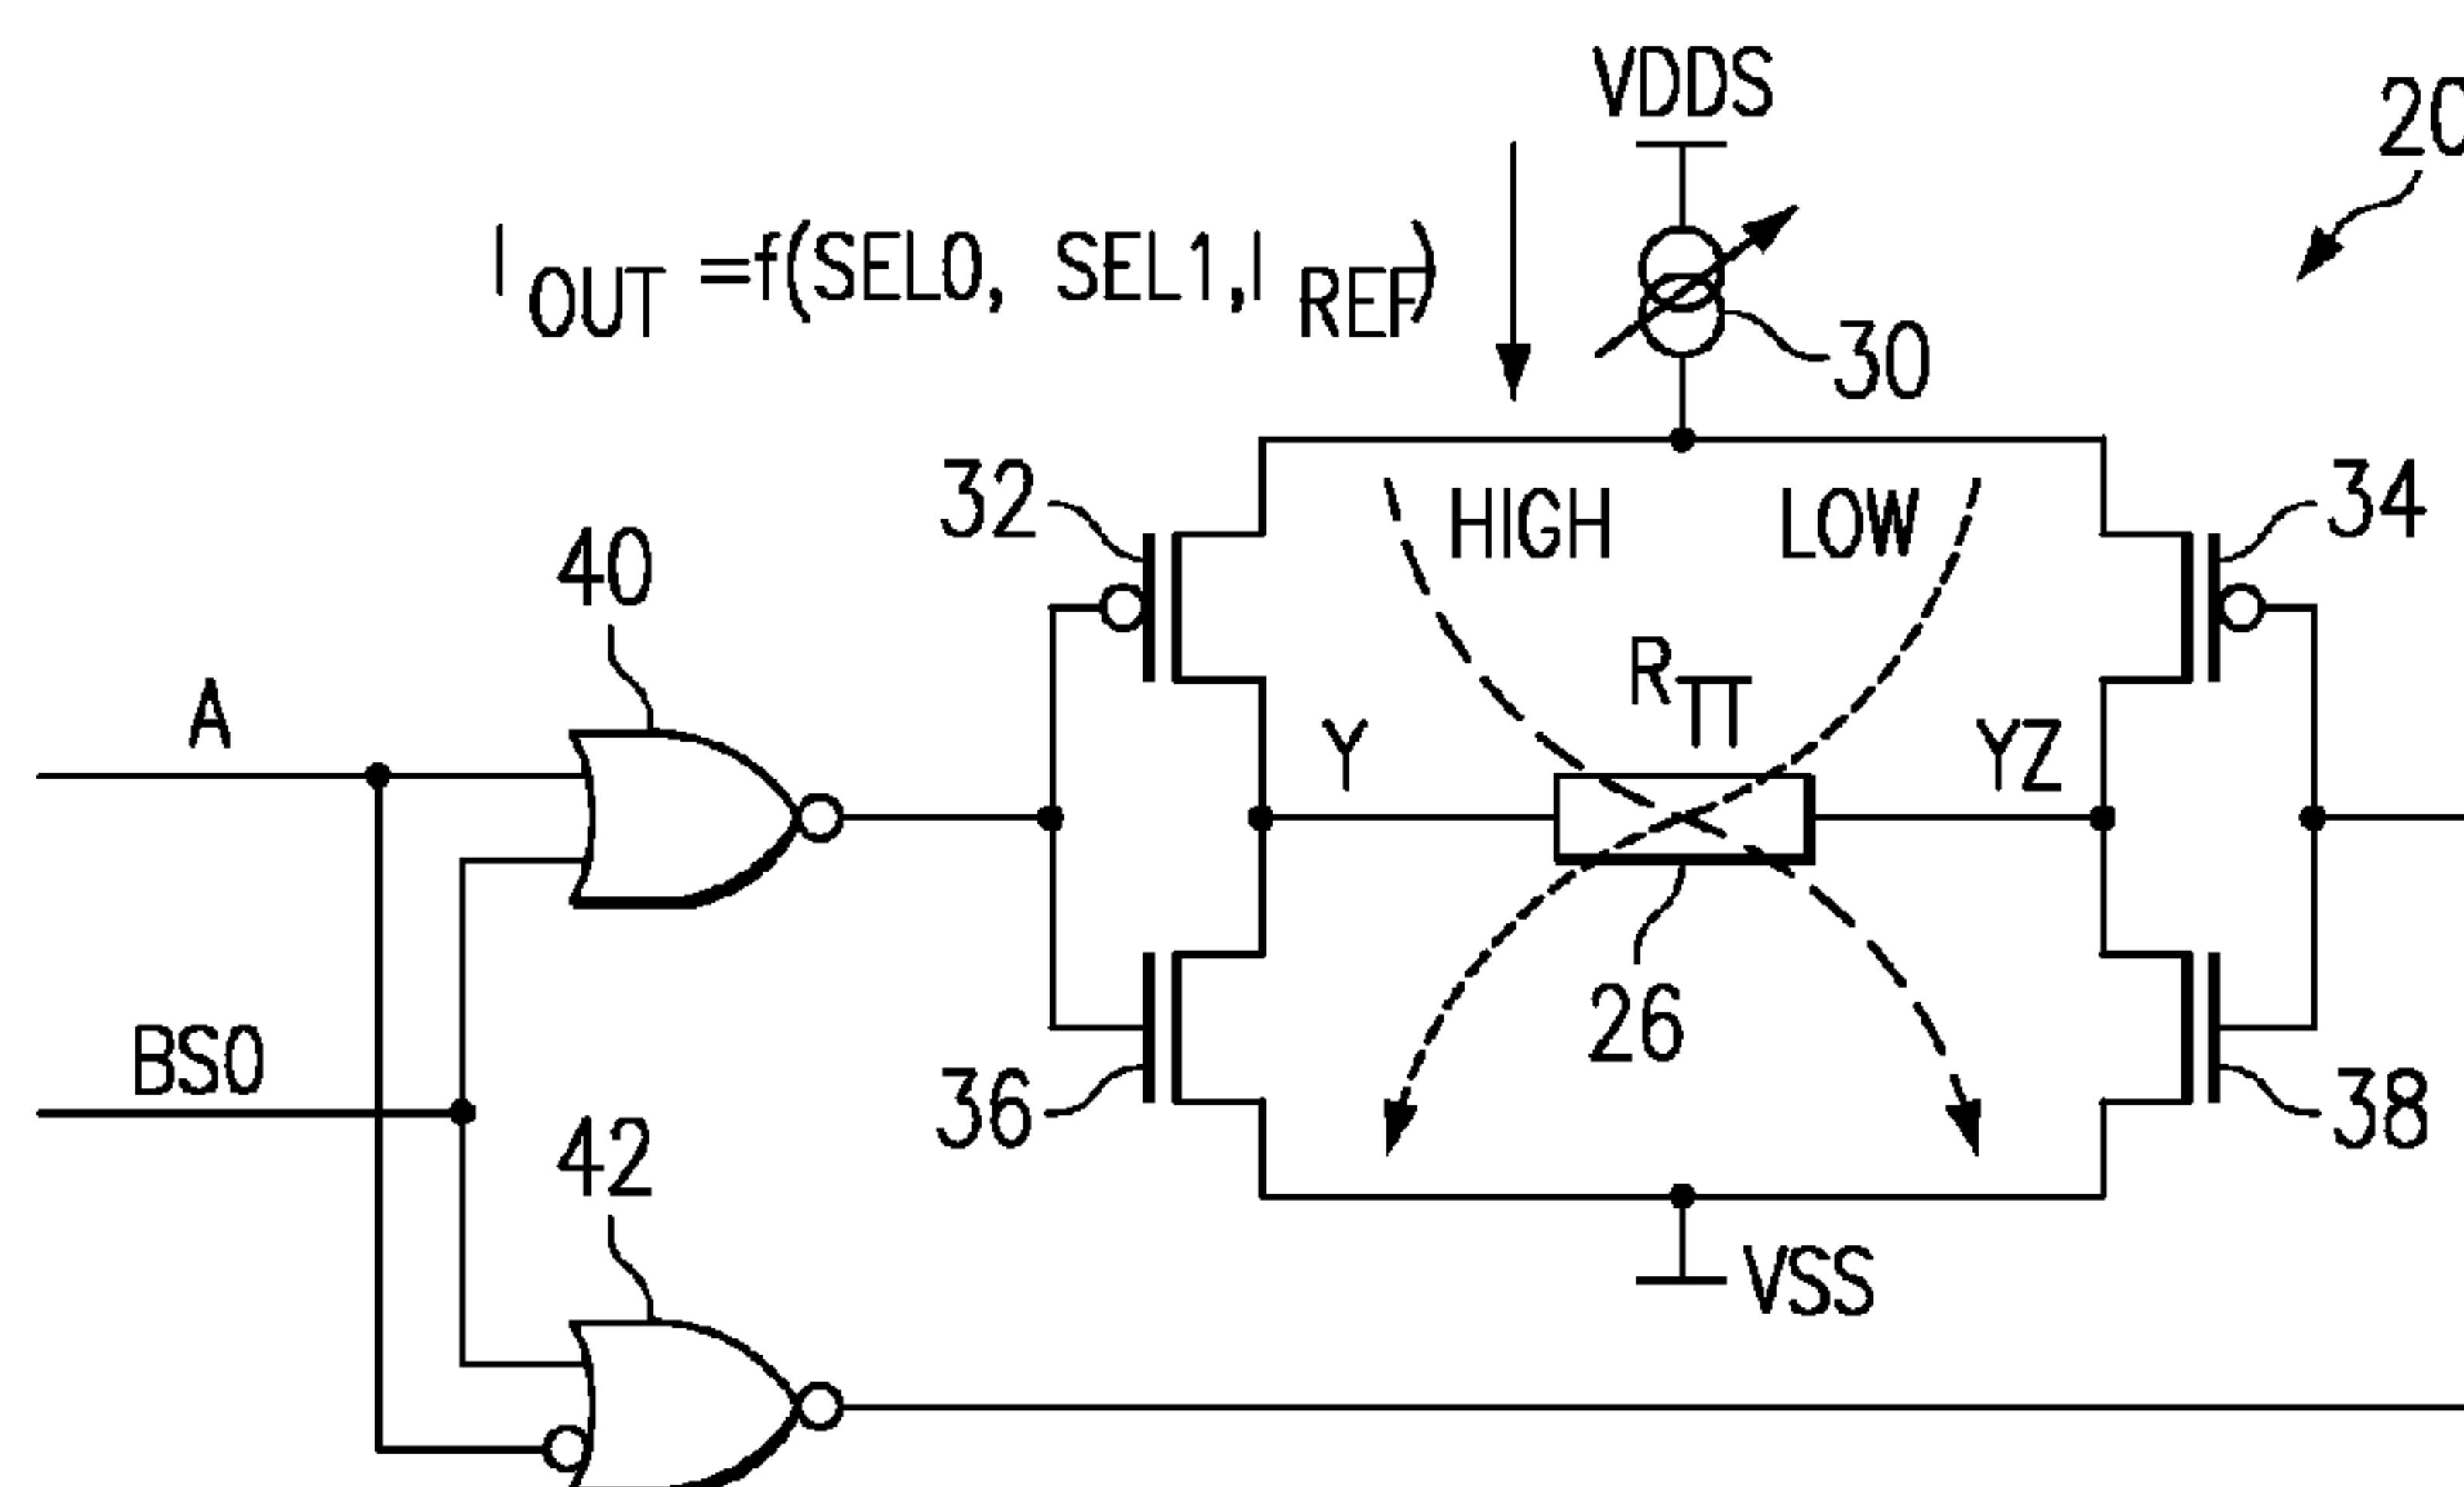 VDDS
20
I OUT =f(SEL0, SEL1,I REF)
30
32
HIGH
LOW
34
40
R TT
A
Y
YZ
26
BS0
36
38
42
VSS